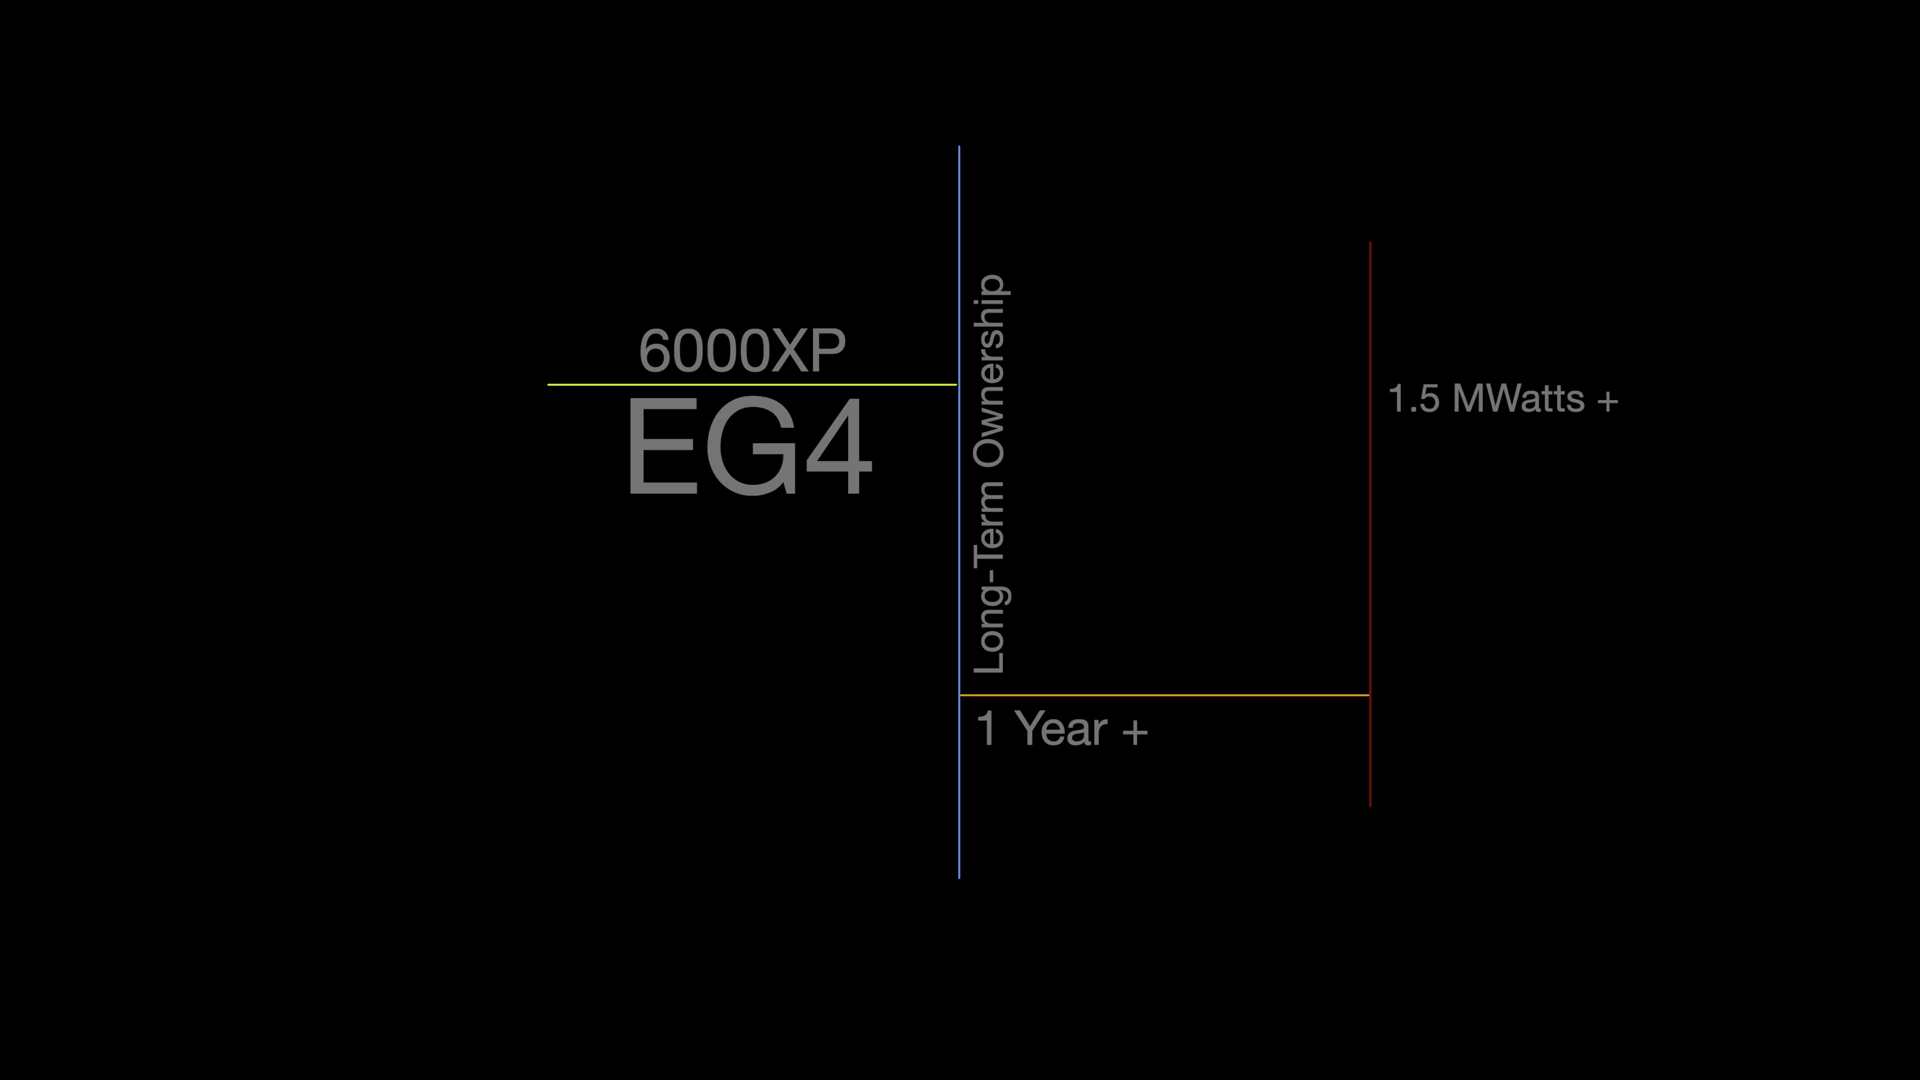 6000XP
EG4
Long-Term Ownership
1 Year +
1.5 MWatts +